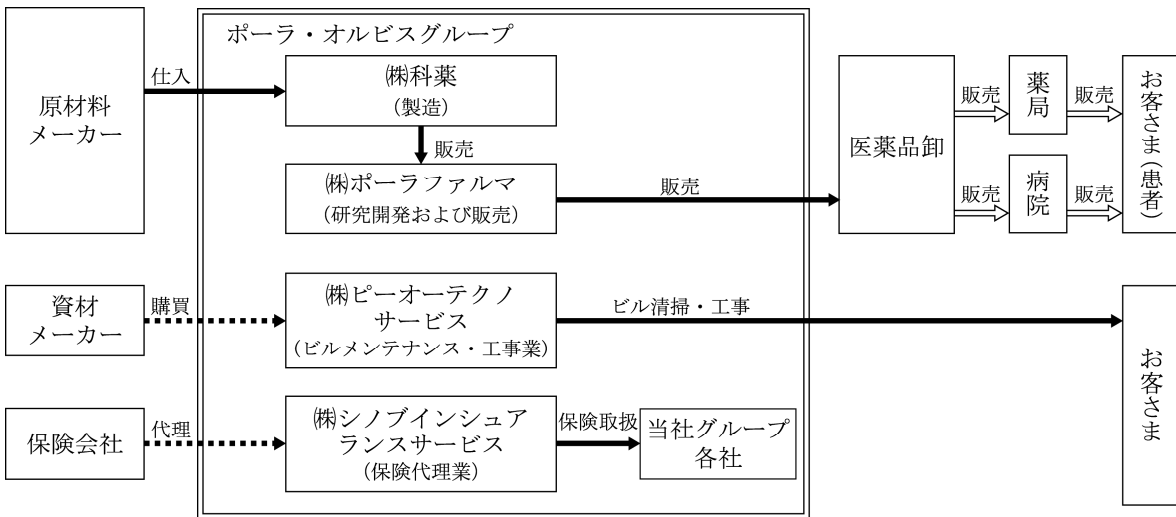 ポーラ・オルビスグループ
原材料
メーカー
仕入
㈱科薬
(製造)
販売
㈱ポーラファルマ
(研究開発および販売)
販売
医薬品卸
販売
薬局
販売
販売
病院
販売
お客さま(患者)
資材
メーカー
購買
㈱ピーオーテクノ
サービス
(ビルメンテナンス・工事業)
ビル清掃・工事
お客さま
保険会社
代理
㈱シノブインシュア
ランスサービス
(保険代理業)
保険取扱
当社グループ
各社